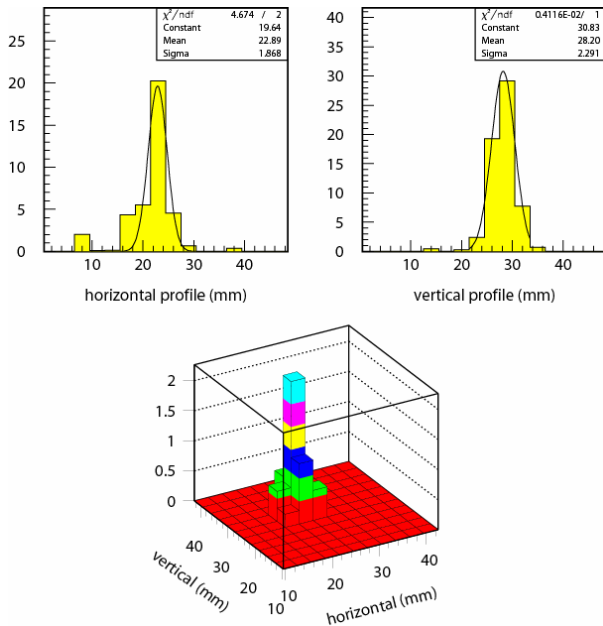 χ²/ndf 4.674 / 2
Constant 19.64
Mean 22.89
Sigma 1.868
25
20
15
10
5
0
10 20 30 40
horizontal profile (mm)
χ²/ndf 0.4116E-02/ 1
Constant 30.83
Mean 28.20
Sigma 2.291
40
35
30
25
20
15
10
5
0
10 20 30 40
vertical profile (mm)
2
1.5
1
0.5
0
40
30
20
10
vertical (mm)
10
20
30
40
horizontal (mm)